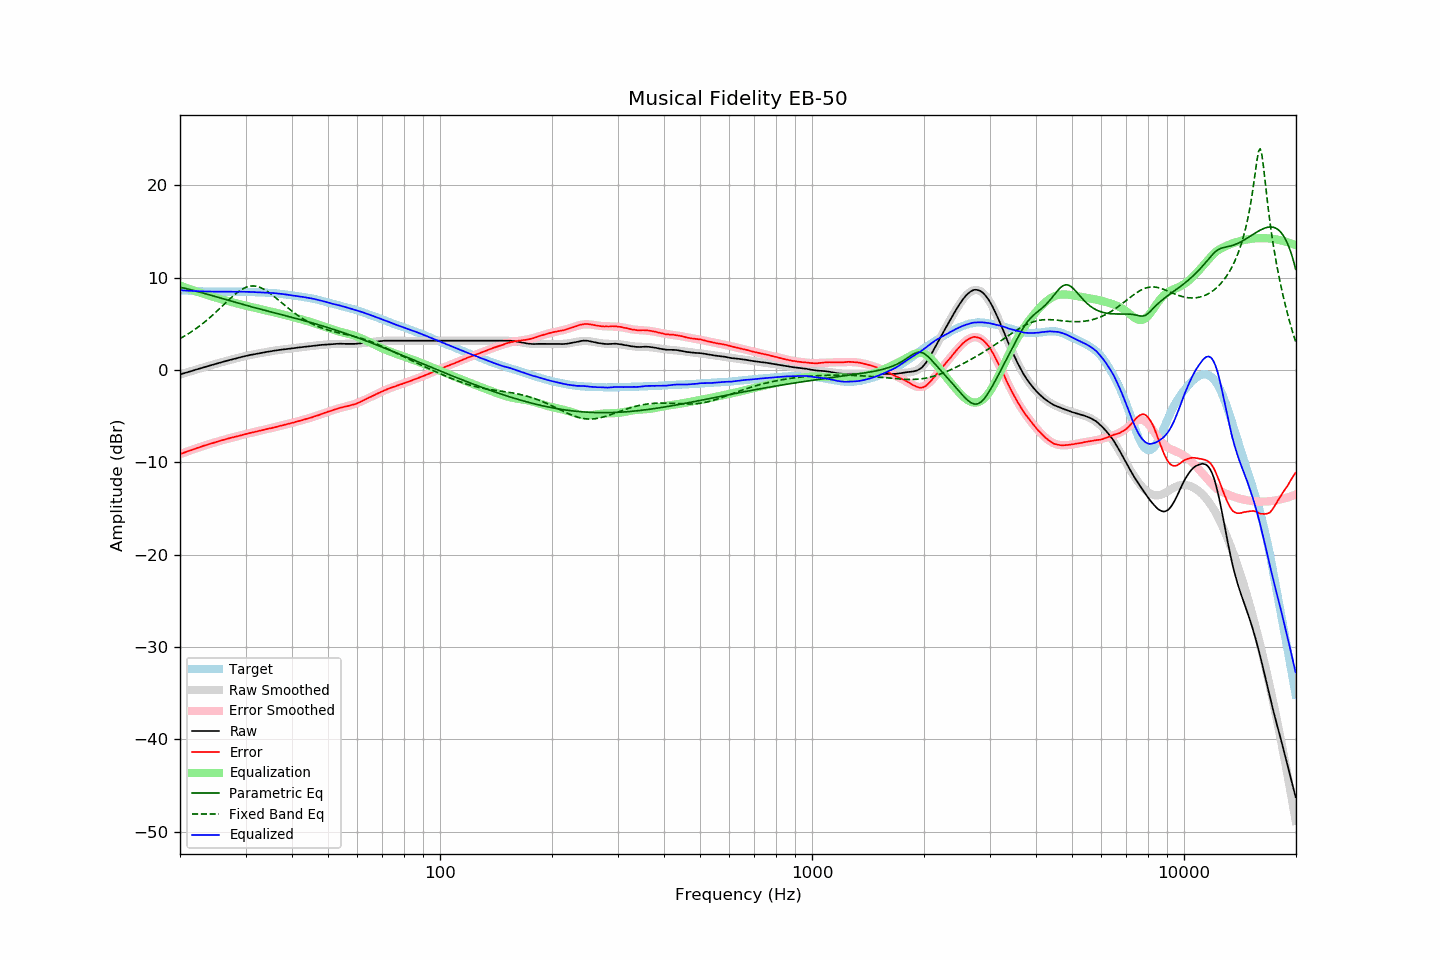 Musical Fidelity EB-50
Amplitude (dBr)
20
10
0
−10
−20
−30
−40
−50
Target
Raw Smoothed
Error Smoothed
Raw
Error
Equalization
Parametric Eq
Fixed Band Eq
Equalized
100
1000
10000
Frequency (Hz)